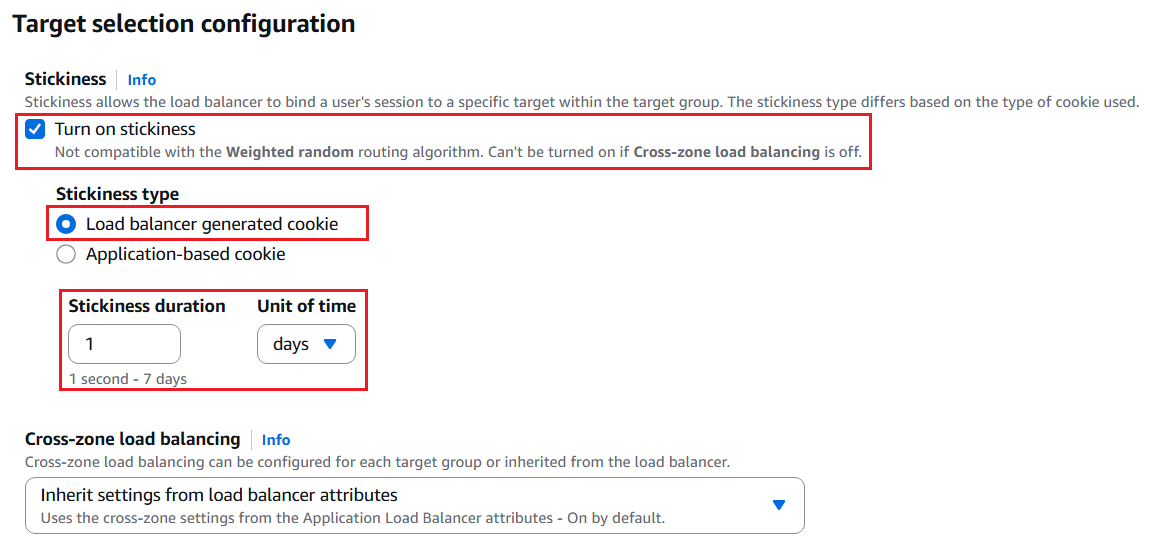 Target selection configuration
Stickiness Info
Stickiness allows the load balancer to bind a user's session to a specific target within the target group. The stickiness type differs based on the type of cookie used.
Turn on stickiness
Not compatible with the Weighted random routing algorithm. Can't be turned on if Cross-zone load balancing is off.
Stickiness type
Load balancer generated cookie
Application-based cookie
Stickiness duration Unit of time
1 days
1 second - 7 days
Cross-zone load balancing Info
Cross-zone load balancing can be configured for each target group or inherited from the load balancer.
Inherit settings from load balancer attributes
Uses the cross-zone settings from the Application Load Balancer attributes - On by default.